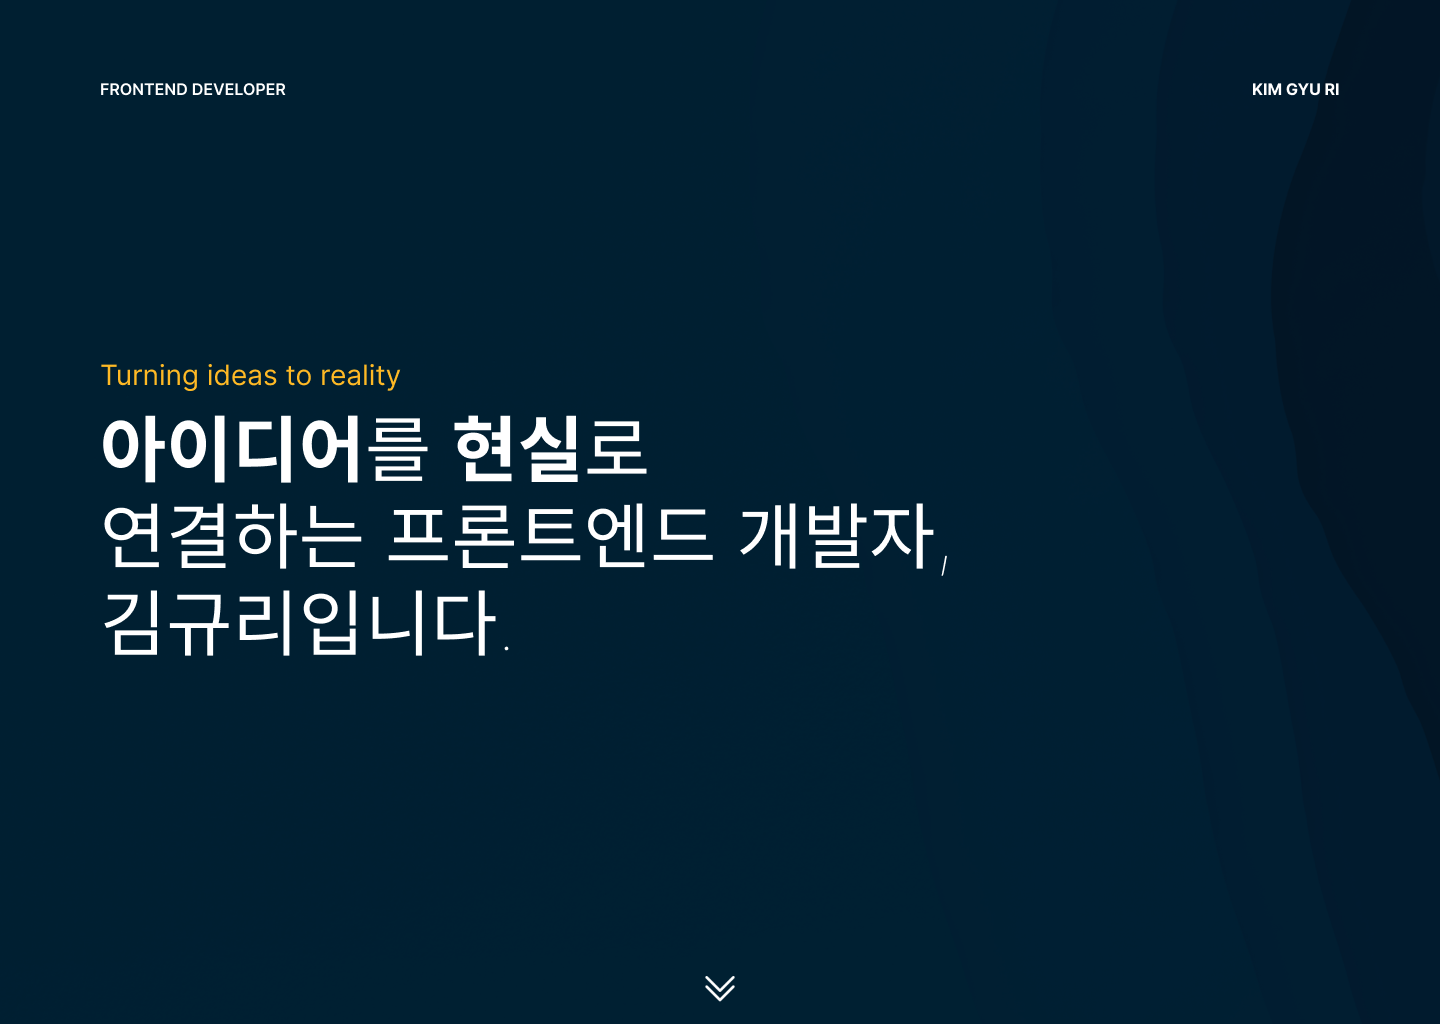 FRONTEND DEVELOPER
KIM GYU RI
Turning ideas to reality
아이디어를 현실로
연결하는 프론트엔드 개발자,
김규리입니다.